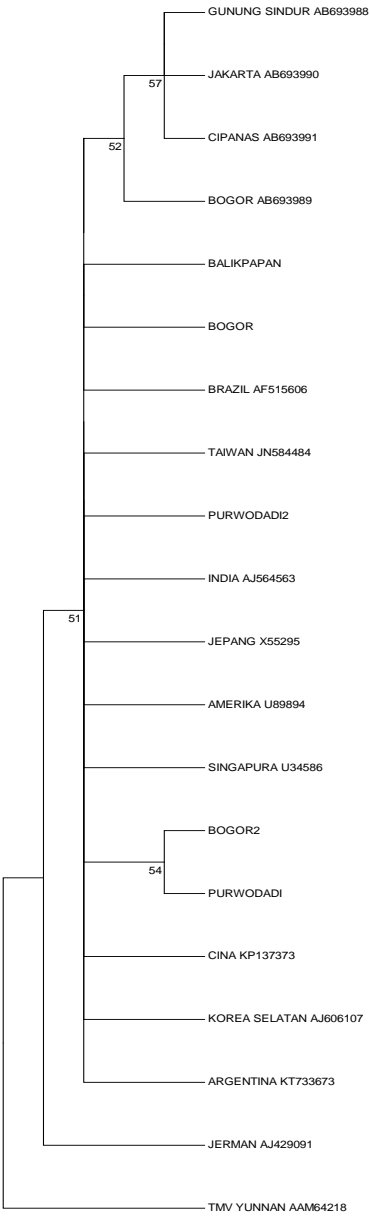 GUNUNG SINDUR AB693988
JAKARTA AB693990
57
CIPANAS AB693991
52
BOGOR AB693989
BALIKPAPAN
BOGOR
BRAZIL AF515606
TAIWAN JN584484
PURWODADI2
INDIA AJ564563
51
JEPANG X55295
AMERIKA U89894
SINGAPURA U34586
BOGOR2
54
PURWODADI
CINA KP137373
KOREA SELATAN AJ606107
ARGENTINA KT733673
JERMAN AJ429091
TMV YUNNAN AAM64218